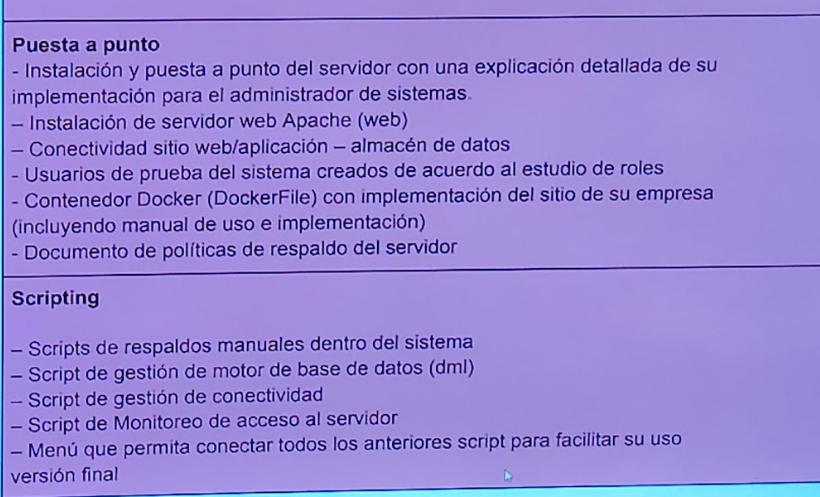 Puesta a punto
- Instalación y puesta a punto del servidor con una explicación detallada de su
implementación para el administrador de sistemas.
– Instalación de servidor web Apache (web)
– Conectividad sitio web/aplicación – almacén de datos
- Usuarios de prueba del sistema creados de acuerdo al estudio de roles
- Contenedor Docker (DockerFile) con implementación del sitio de su empresa
(incluyendo manual de uso e implementación)
- Documento de políticas de respaldo del servidor
Scripting
– Scripts de respaldos manuales dentro del sistema
– Script de gestión de motor de base de datos (dml)
– Script de gestión de conectividad
– Script de Monitoreo de acceso al servidor
– Menú que permita conectar todos los anteriores script para facilitar su uso
versión final